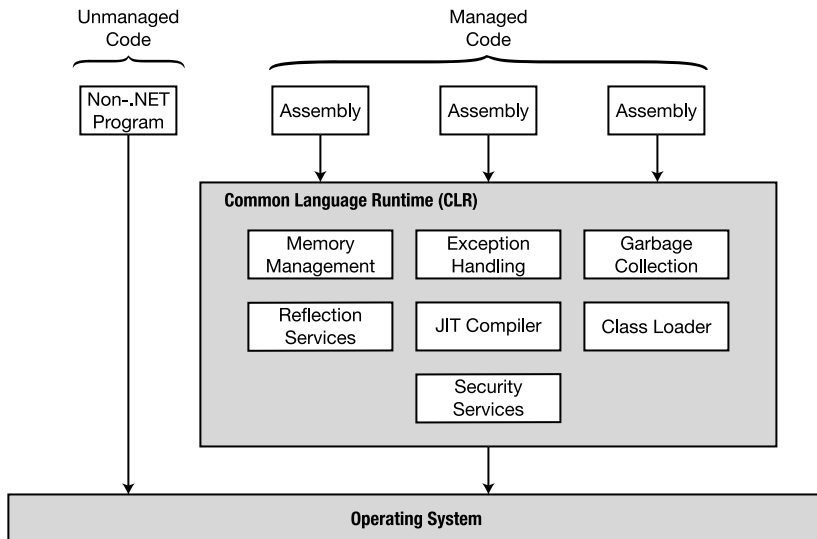 Unmanaged
Code
Managed
Code
Non-.NET
Program
Assembly
Assembly
Assembly
Common Language Runtime (CLR)
Memory
Management
Exception
Handling
Garbage
Collection
Reflection
Services
JIT Compiler
Class Loader
Security
Services
Operating System